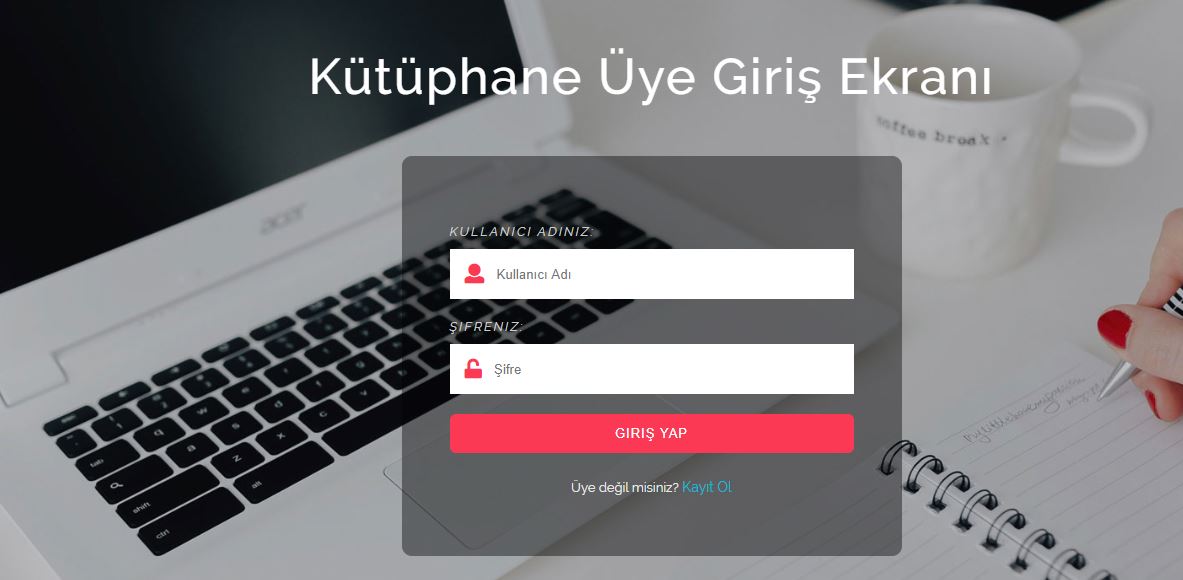 Kütüphane Üye Giriş Ekranı
coffee break .
acer
KULLANICI ADINIZ:
Kullanıcı Adı
ŞIFRENIZ:
Şifre
GIRIŞ YAP
Üye değil misiniz? Kayıt Ol
tab
q
w
e
r
a
s
d
f
z
x
c
v
shift
alt
ctrl